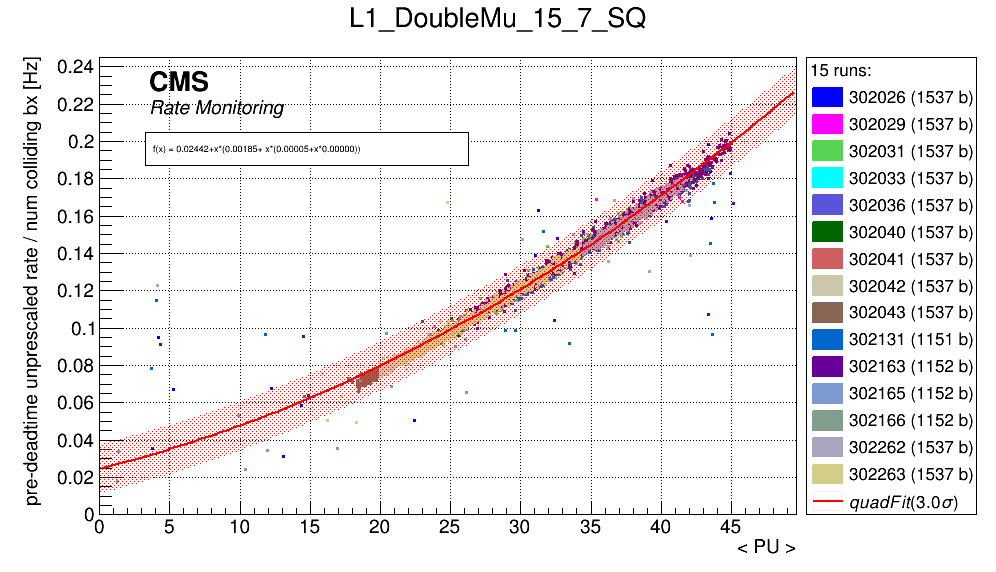 L1_DoubleMu_15_7_SQ
pre-deadtime unprescaled rate / num colliding bx [Hz]
0.24
0.22
0.2
0.18
0.16
0.14
0.12
0.1
0.08
0.06
0.04
0.02
0
CMS
Rate Monitoring
f(x) = 0.02442+x*(0.00185+ x*(0.00005+x*0.00000))
0 5 10 15 20 25 30 35 40 45
< PU >
15 runs:
302026 (1537 b)
302029 (1537 b)
302031 (1537 b)
302033 (1537 b)
302036 (1537 b)
302040 (1537 b)
302041 (1537 b)
302042 (1537 b)
302043 (1537 b)
302131 (1151 b)
302163 (1152 b)
302165 (1152 b)
302166 (1152 b)
302262 (1537 b)
302263 (1537 b)
quadFit(3.0σ)